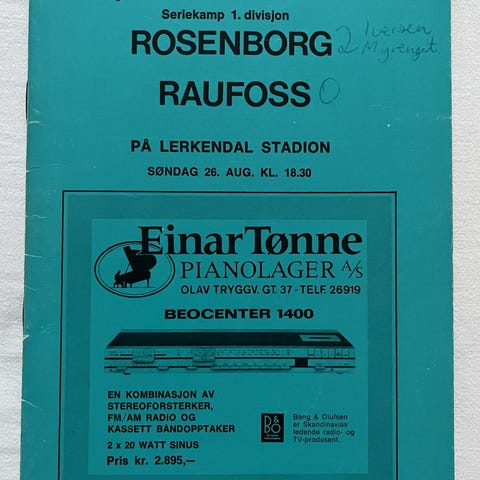 Seriekamp 1. divisjon
ROSENBORG 2 Iversen
Myrengst.
RAUFOSS 0
PÅ LERKENDAL STADION
SØNDAG 26. AUG. KL. 18.30
Einar Tønne
PIANOLAGER A/S
OLAV TRYGGV. GT. 37 - TELF. 26919
BEOCENTER 1400
EN KOMBINASJON AV
STEREOFORSTERKER,
FM/AM RADIO OG
KASSETT BÅNDOPPTAKER
2 x 20 WATT SINUS
Pris kr. 2.895,—
B&O
Bang & Olufsen
er Skandinavias
ledende radio- og
TV-produsent.